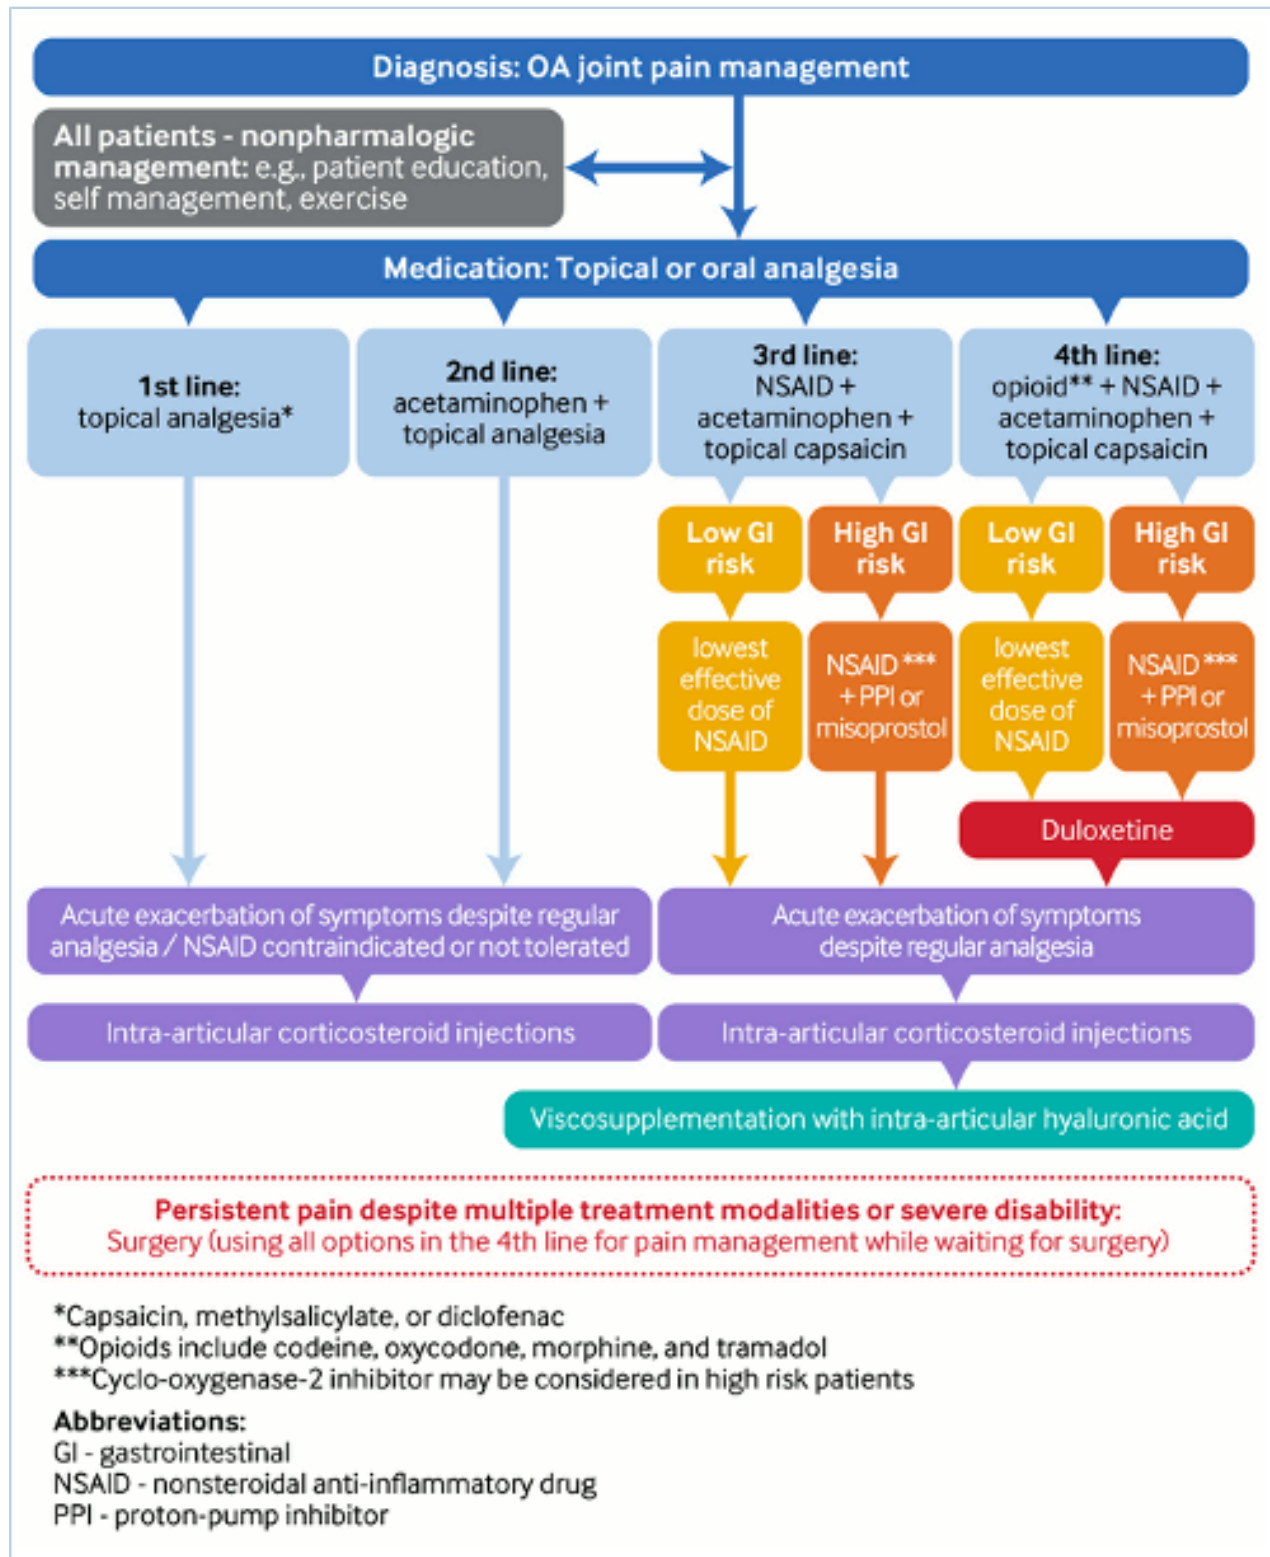 Diagnosis: OA joint pain management
All patients - nonpharmalogic
management: e.g., patient education,
self management, exercise
Medication: Topical or oral analgesia
1st line:
topical analgesia*
2nd line:
acetaminophen +
topical analgesia
3rd line:
NSAID +
acetaminophen +
topical capsaicin
4th line:
opioid** + NSAID +
acetaminophen +
topical capsaicin
Low GI
risk
High GI
risk
Low GI
risk
High GI
risk
lowest
effective
dose of
NSAID
NSAID ***
+ PPI or
misoprostol
lowest
effective
dose of
NSAID
NSAID ***
+ PPI or
misoprostol
Duloxetine
Acute exacerbation of symptoms despite regular
analgesia / NSAID contraindicated or not tolerated
Acute exacerbation of symptoms
despite regular analgesia
Intra-articular corticosteroid injections
Intra-articular corticosteroid injections
Viscosupplementation with intra-articular hyaluronic acid
Persistent pain despite multiple treatment modalities or severe disability:
Surgery (using all options in the 4th line for pain management while waiting for surgery)
*Capsaicin, methylsalicylate, or diclofenac
**Opioids include codeine, oxycodone, morphine, and tramadol
***Cyclo-oxygenase-2 inhibitor may be considered in high risk patients
Abbreviations:
GI - gastrointestinal
NSAID - nonsteroidal anti-inflammatory drug
PPI - proton-pump inhibitor